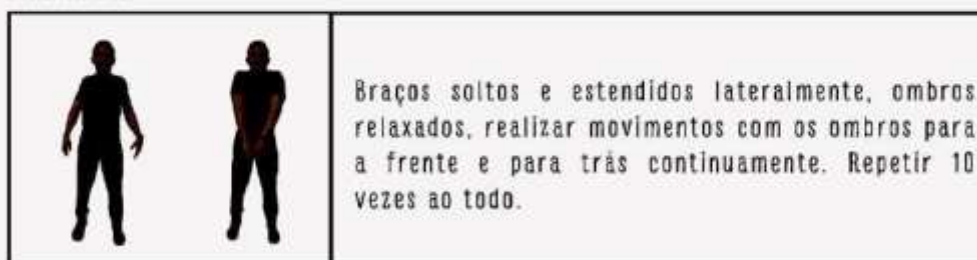 Braços soltos e estendidos lateralmente, ombros
relaxados, realizar movimentos com os ombros para
a frente e para trás continuamente. Repetir 10
vezes ao todo.